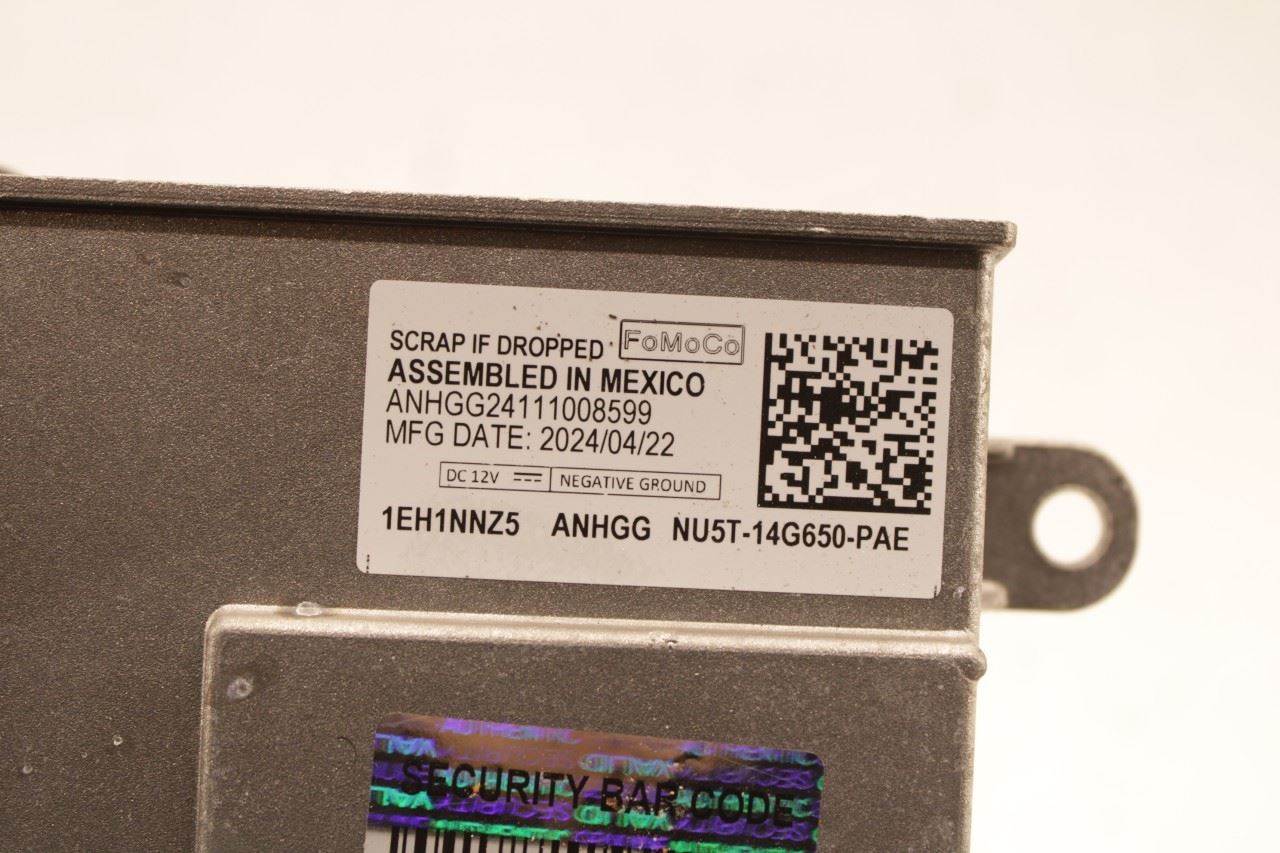 SCRAP IF DROPPED FoMoCo
ASSEMBLED IN MEXICO
ANHGG24111008599
MFG DATE: 2024/04/22
DC 12V NEGATIVE GROUND
1EH1NNZ5 ANHGG NU5T-14G650-PAE
SECURITY BAR CODE